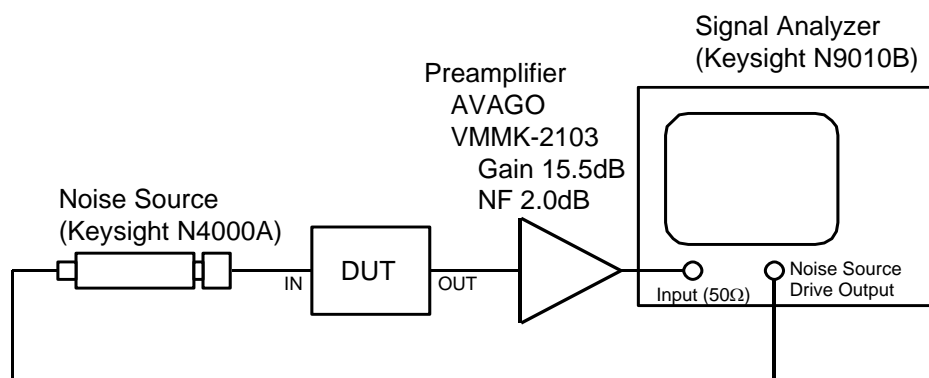 Signal Analyzer
(Keysight N9010B)
Preamplifier
AVAGO
VMMK-2103
Gain 15.5dB
NF 2.0dB
Noise Source
(Keysight N4000A)
IN
DUT
OUT
Input (50Ω)
Noise Source
Drive Output